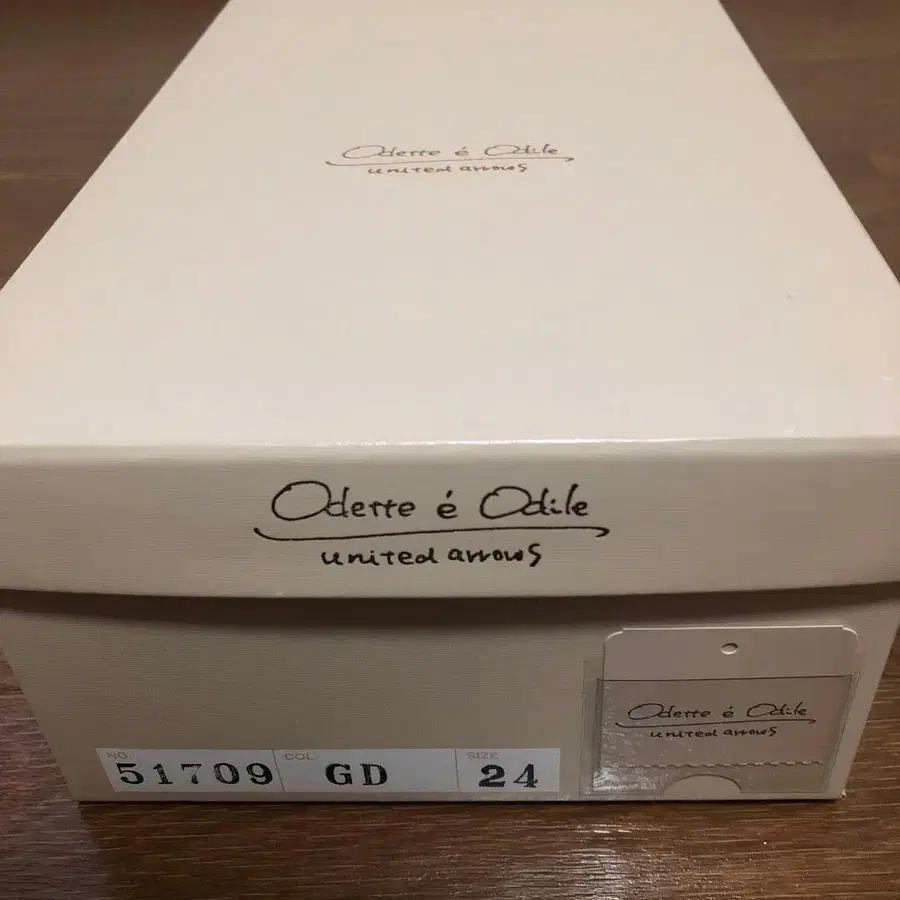 Odette é Odile
united arrows
Odette é Odile
united arrows
Odette é Odile
united arrows
NO. COL. SIZE
51709 GD 24